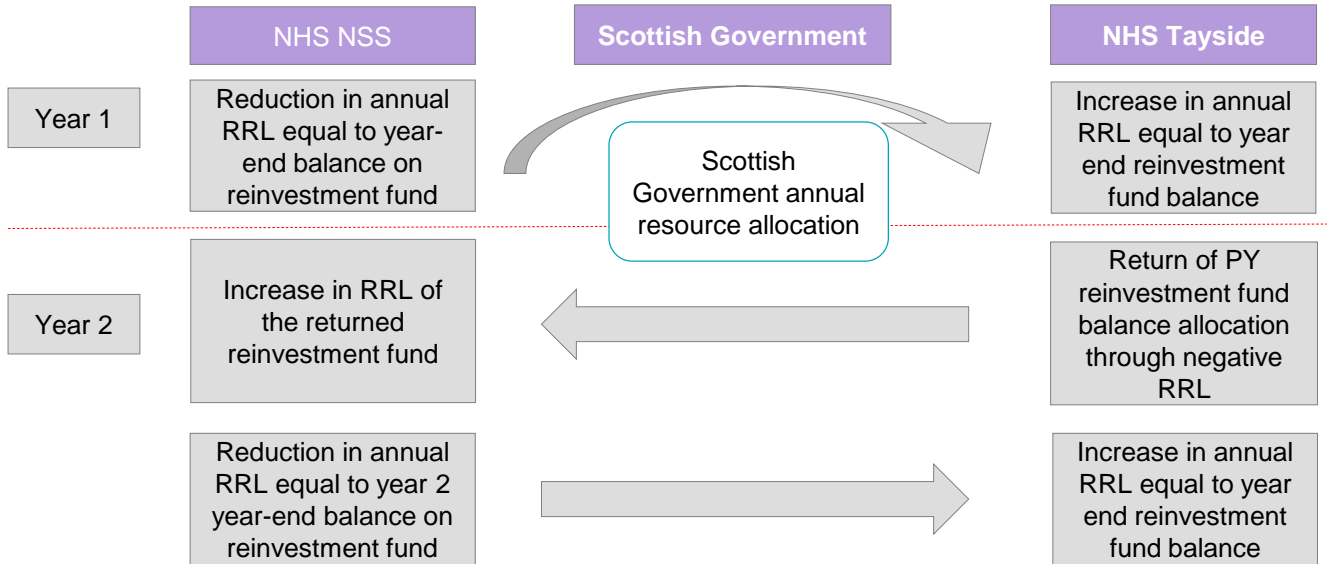 NHS NSS
Scottish Government
NHS Tayside
Year 1
Reduction in annual
RRL equal to year-
end balance on
reinvestment fund
Scottish
Government annual
resource allocation
Increase in annual
RRL equal to year
end reinvestment
fund balance
Year 2
Increase in RRL of
the returned
reinvestment fund
Return of PY
reinvestment fund
balance allocation
through negative
RRL
Reduction in annual
RRL equal to year 2
year-end balance on
reinvestment fund
Increase in annual
RRL equal to year
end reinvestment
fund balance